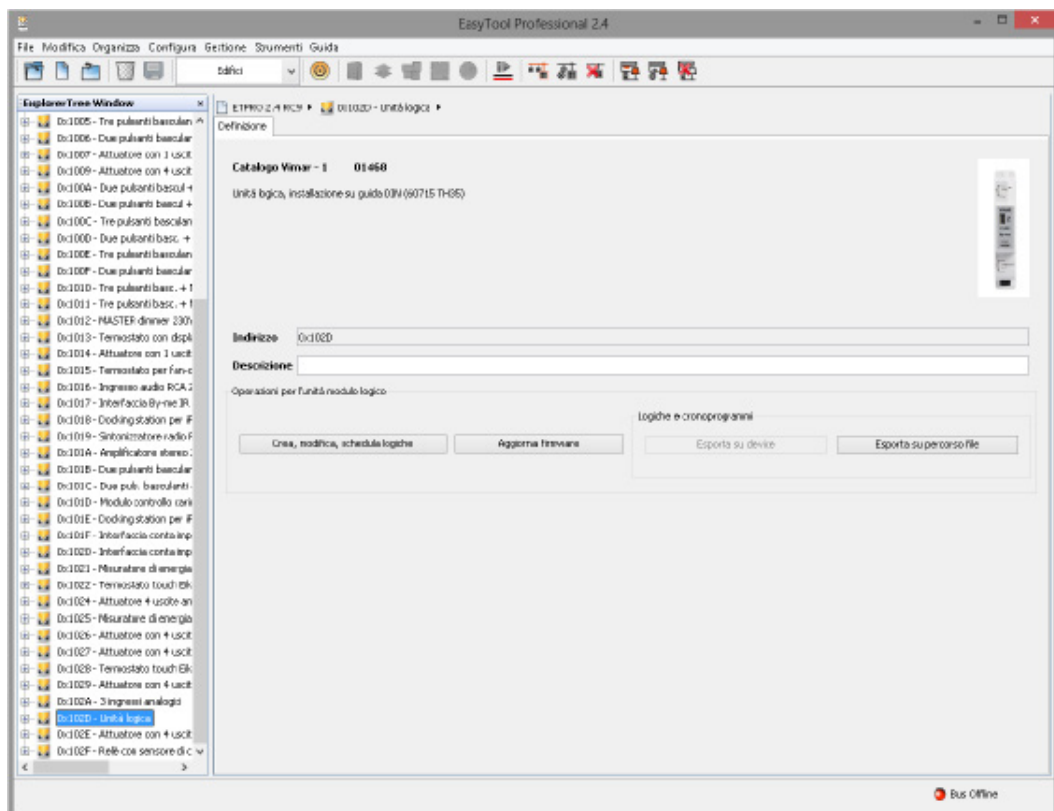 EasyTool Professional 2.4
File Modifica Organizza Configura Gestione Strumenti Guida
Edifici
ExplorerTree Window
ETPRO 2.4 RC9 0x102D - Unità logica
Definizione
0x1005 - Tre pulsanti basculan
0x1006 - Due pulsanti bascular
0x1007 - Attuatore con 1 uscit
0x1009 - Attuatore con 4 uscit
0x100A - Due pulsanti bascul +
0x100B - Due pulsanti bascul +
0x100C - Tre pulsanti basculan
0x100D - Due pulsanti basc. +
0x100E - Tre pulsanti basculan
0x100F - Due pulsanti bascular
0x1010 - Tre pulsanti basc. + I
0x1011 - Tre pulsanti basc. + I
0x1012 - MASTER dimmer 230V
0x1013 - Termostato con displ
0x1014 - Attuatore con 1 uscit
0x1015 - Termostato per fan-c
0x1016 - Ingresso audio RCA 2
0x1017 - Interfaccia By-me IR
0x1018 - Docking station per iP
0x1019 - Sintonizzatore radio F
0x101A - Amplificatore stereo
0x101B - Due pulsanti bascular
0x101C - Due puls. basculanti
0x101D - Modulo controllo cari
0x101E - Docking station per iP
0x101F - Interfaccia conta imp
0x1020 - Interfaccia conta imp
0x1021 - Misuratore di energia
0x1022 - Termostato touch Eik
0x1024 - Attuatore 4 uscite an
0x1025 - Misuratore di energia
0x1026 - Attuatore con 4 uscit
0x1027 - Attuatore con 4 uscit
0x1028 - Termostato touch Eik
0x1029 - Attuatore con 4 uscit
0x102A - 3 ingressi analogici
0x102D - Unità logica
0x102E - Attuatore con 4 uscit
0x102F - Relè con sensore di c
Catalogo Vimar - 1 01468
Unità logica, installazione su guida DIN (60715 TH35)
Indirizzo 0x102D
Descrizione
Operazioni per l'unità modulo logico
Logiche e cronoprogrammi
Crea, modifica, schedula logiche
Aggiorna firmware
Esporta su device
Esporta su percorso file
Bus Offline